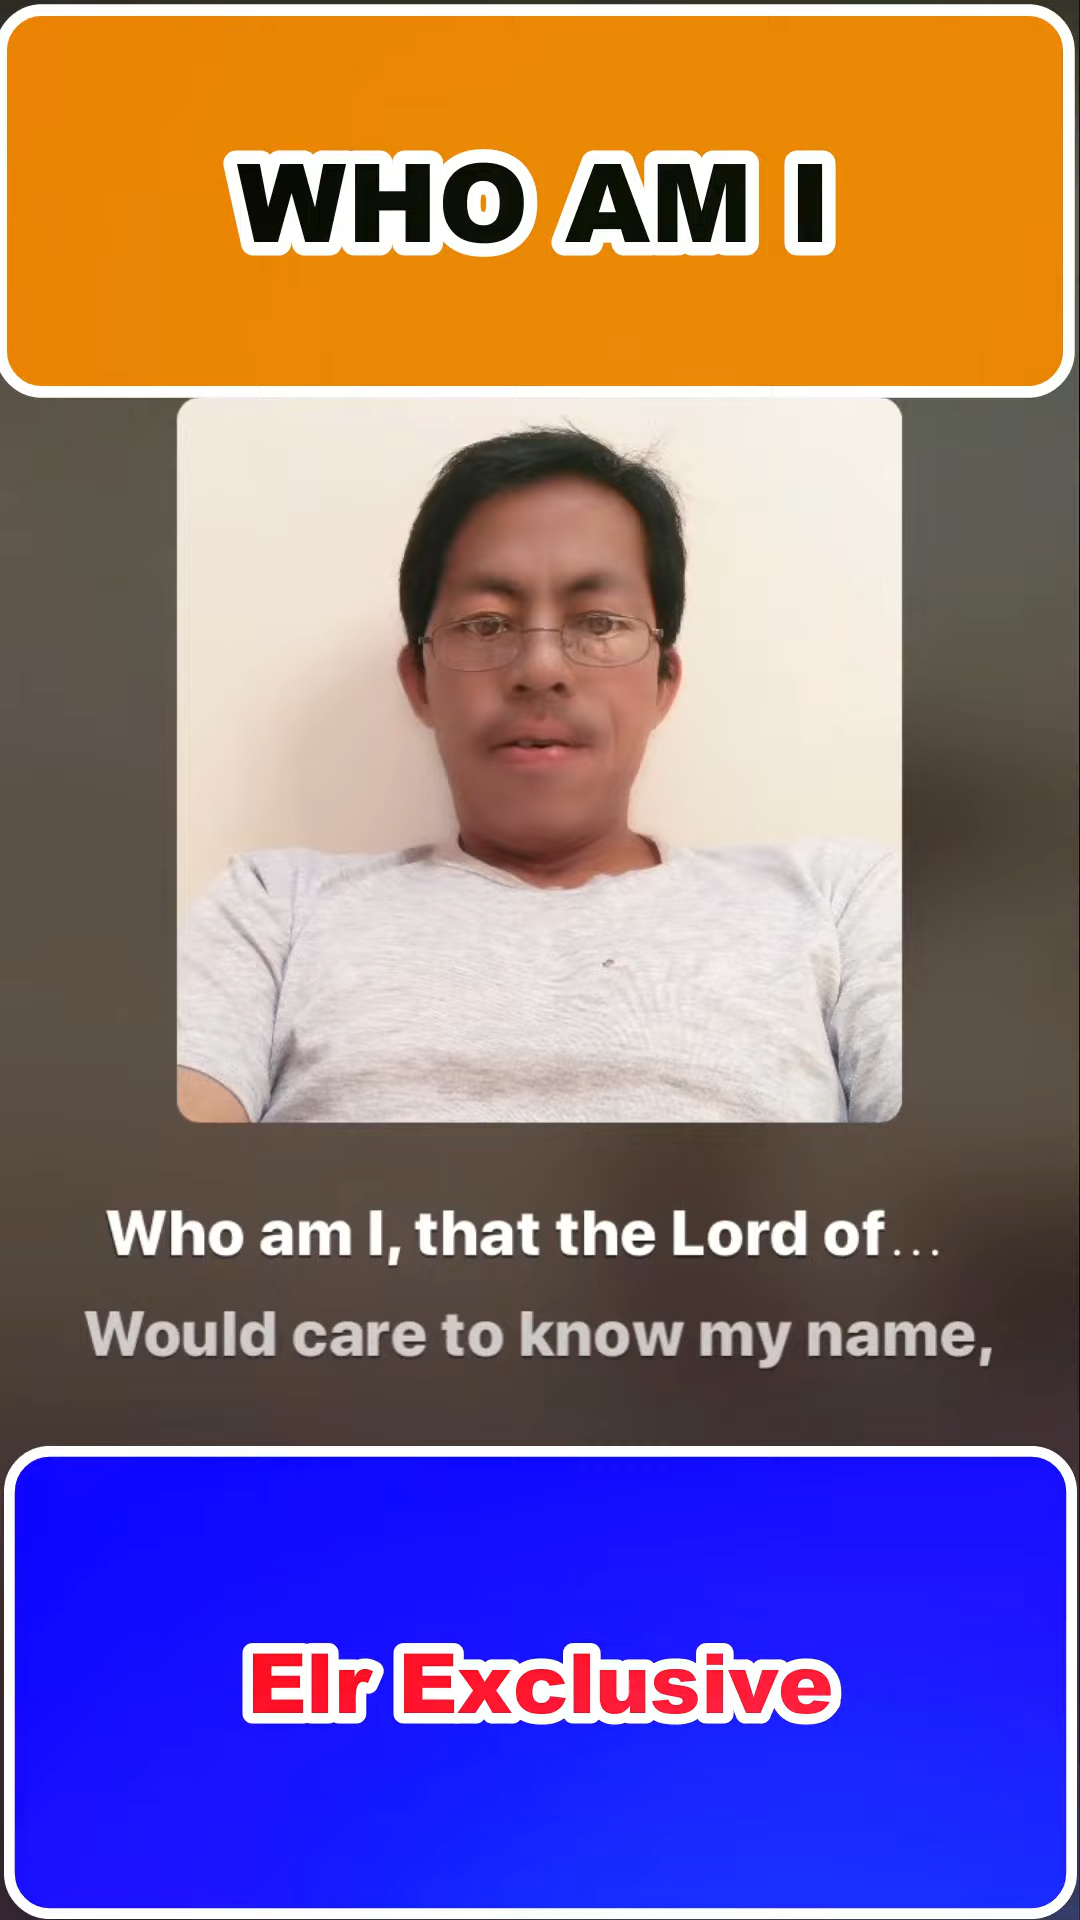 WHO AM I
Who am I, that the Lord of...
Would care to know my name,
Elr Exclusive